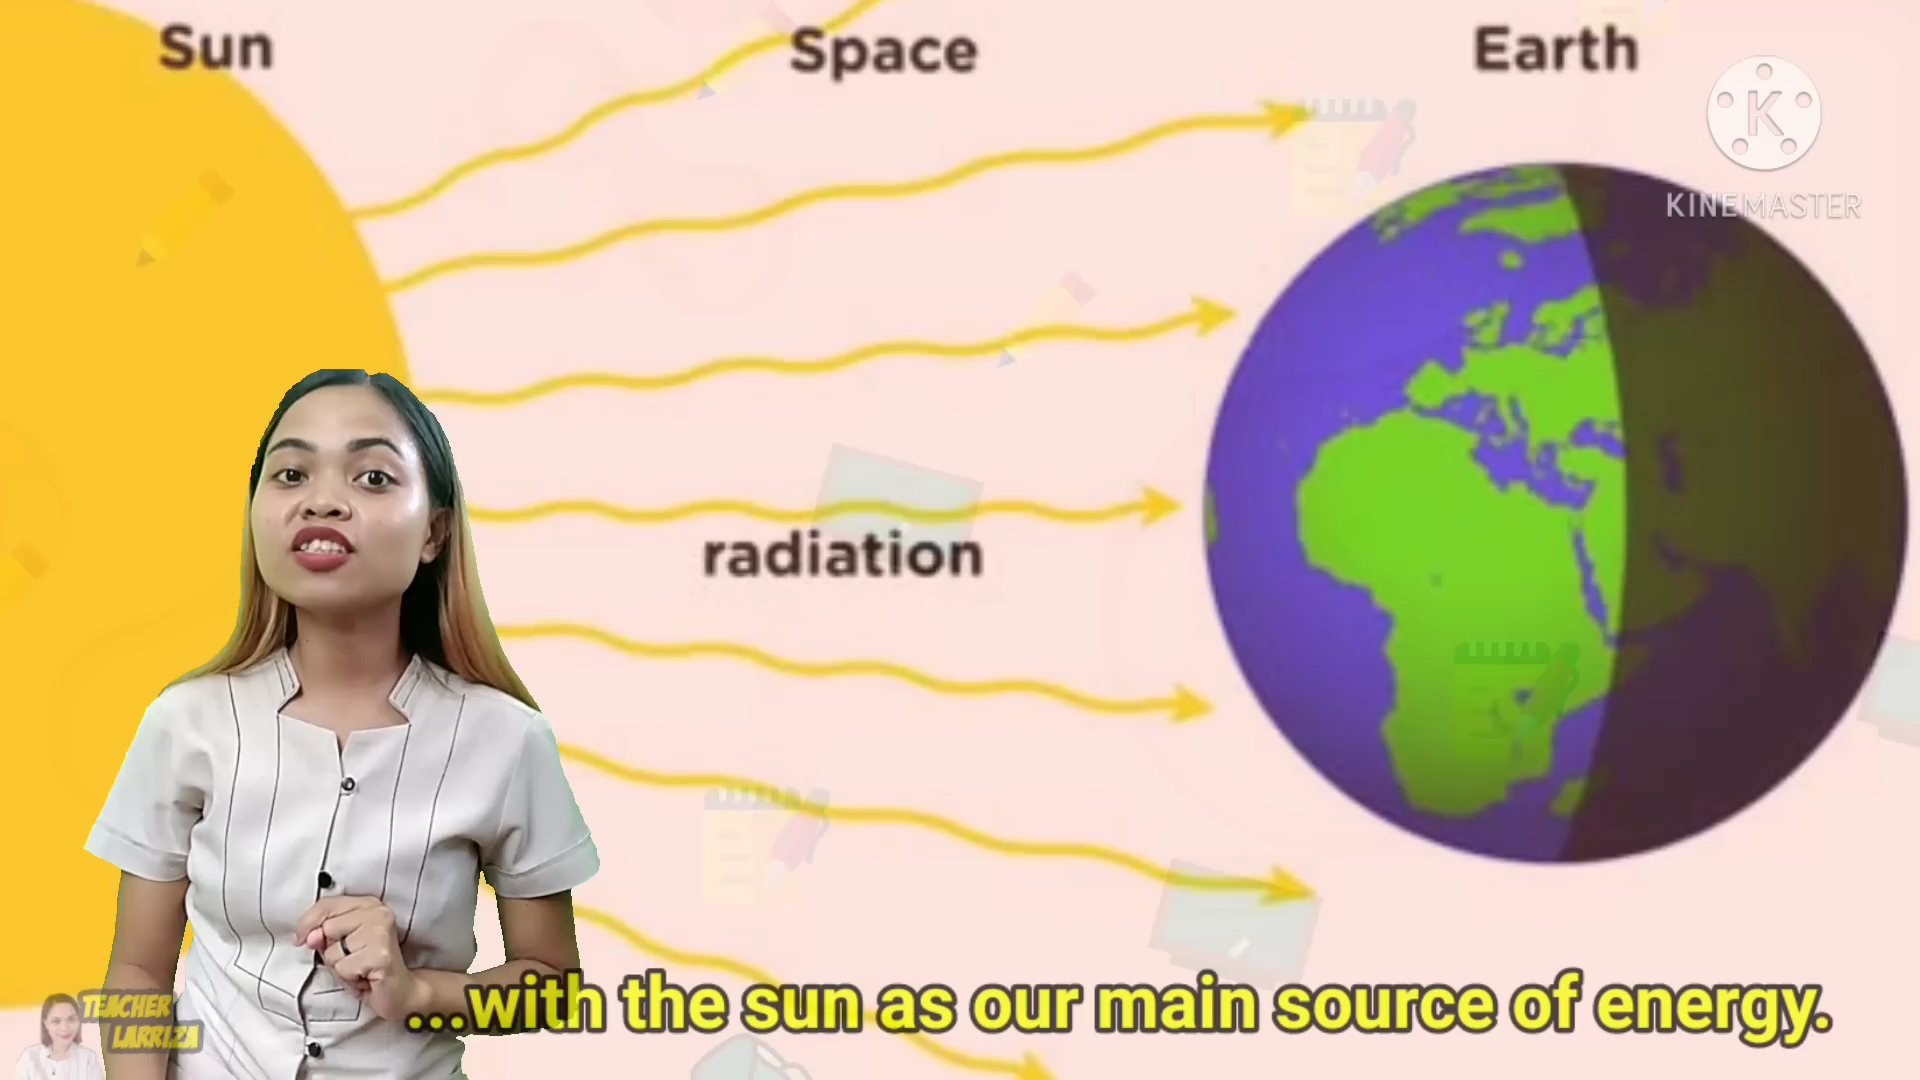 Sun
Space
Earth
K
KINEMASTER
radiation
...with the sun as our main source of energy.
TEACHER
LARRIZA